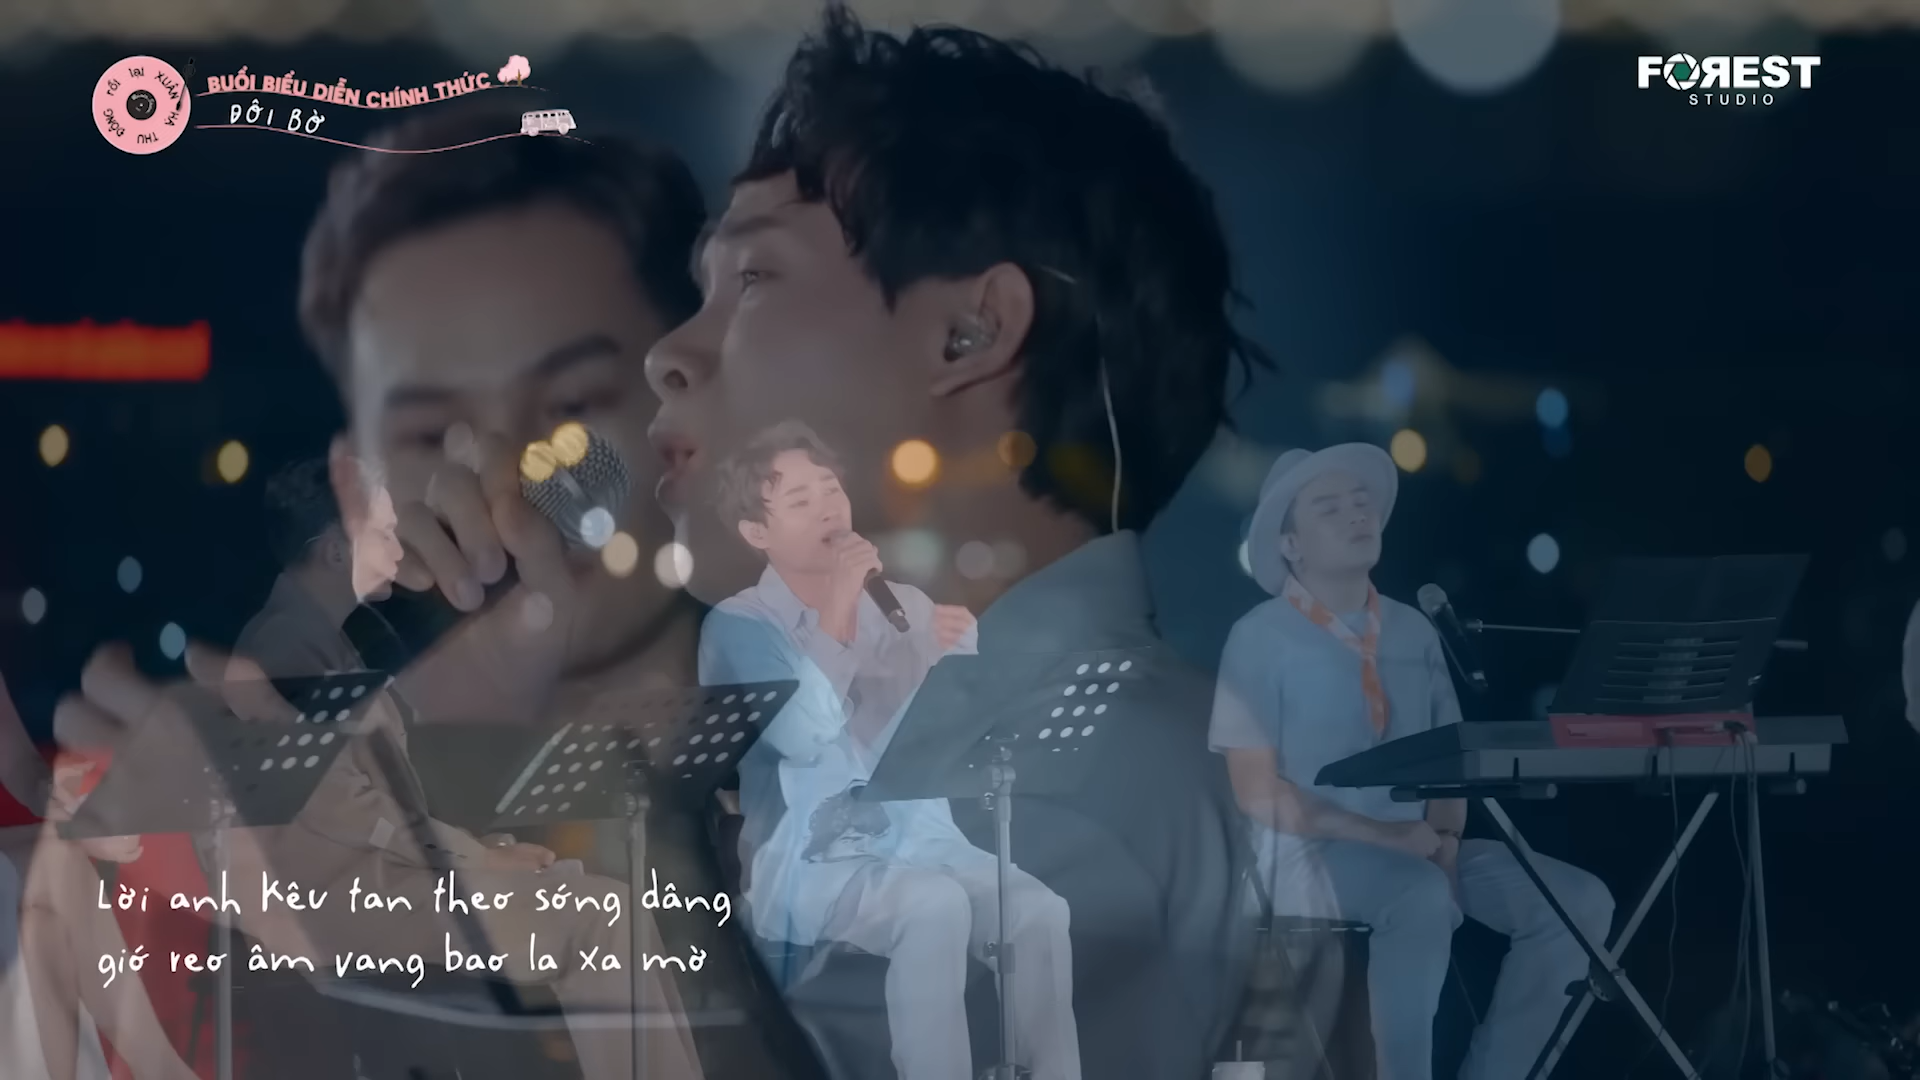 rồi lại XUÂN HẠ THU ĐÔNG
BUỔI BIỂU DIỄN CHÍNH THỨC
ĐÔI BỜ
FOREST
STUDIO
Lời anh kêu tan theo sóng dâng
gió reo âm vang bao la xa mờ